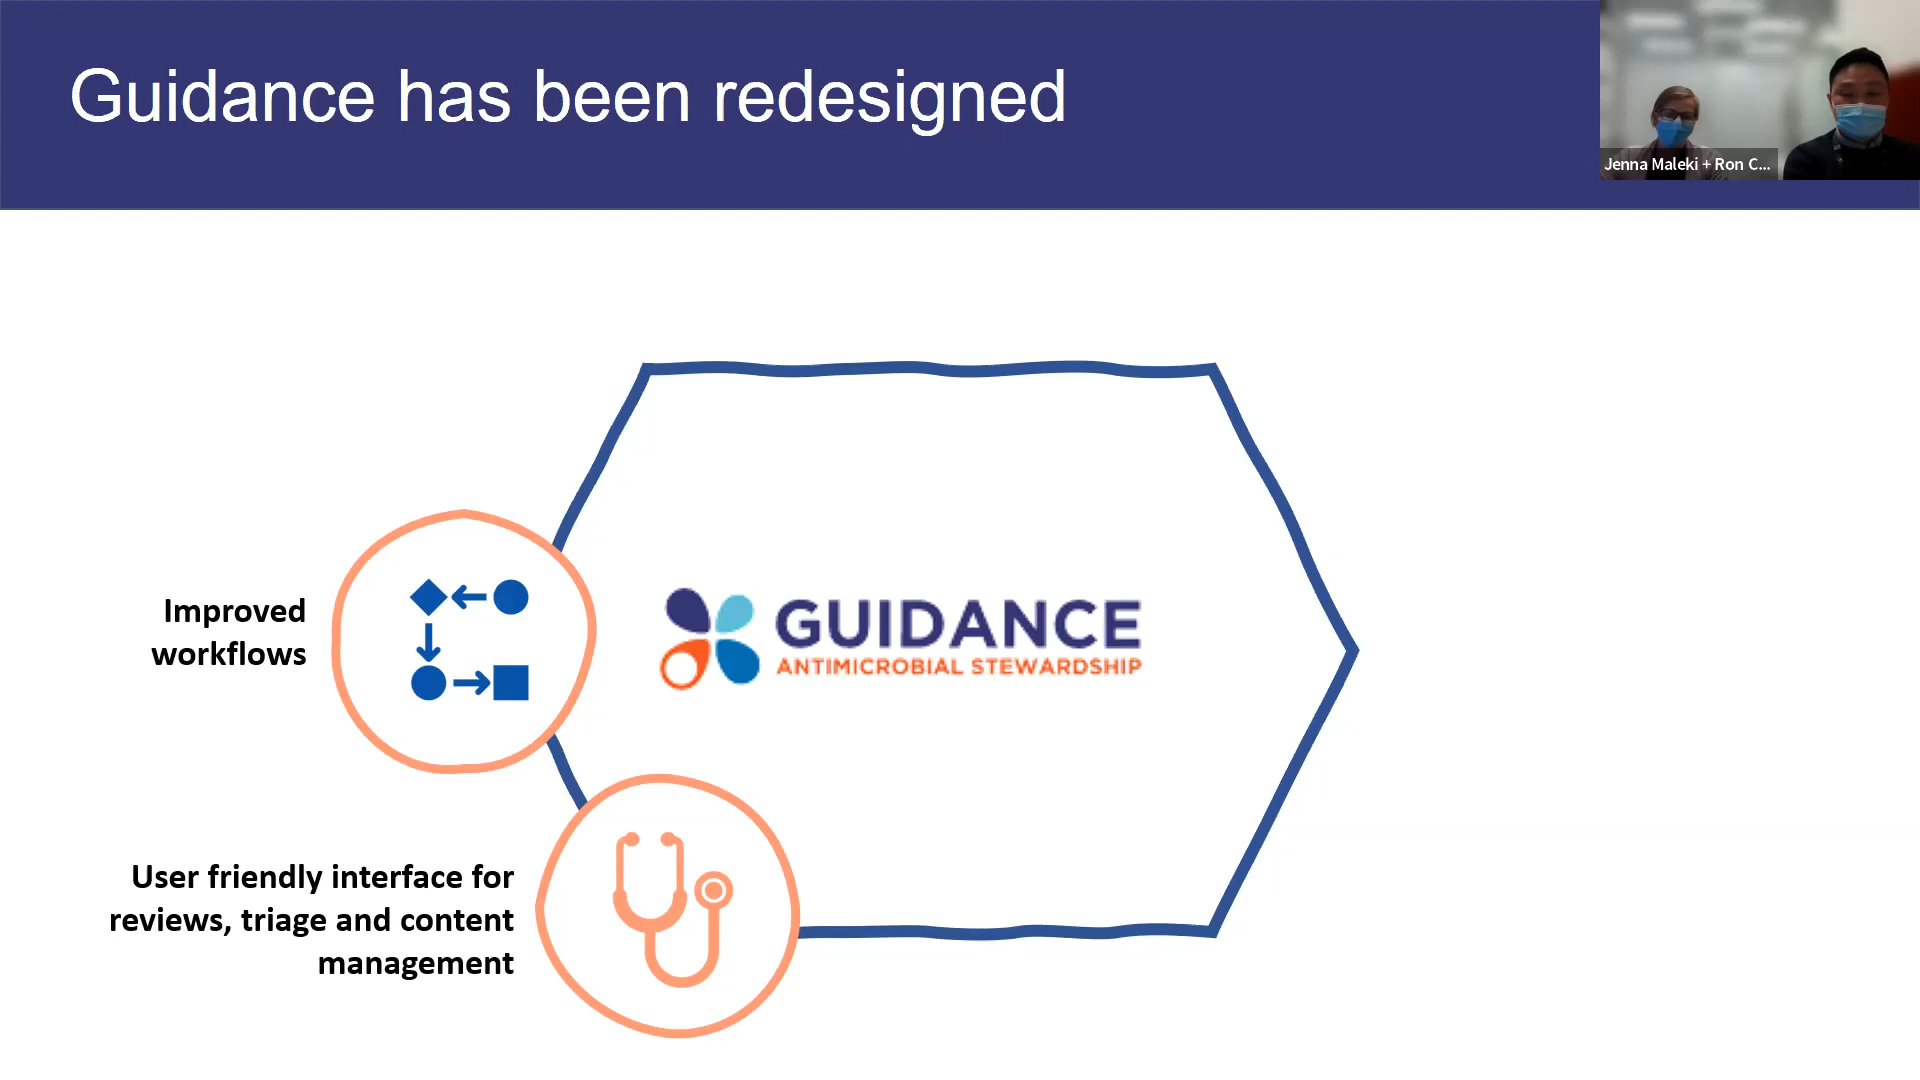 Guidance has been redesigned
Jenna Maleki + Ron C...
Improved
workflows
GUIDANCE
ANTIMICROBIAL STEWARDSHIP
User friendly interface for
reviews, triage and content
management